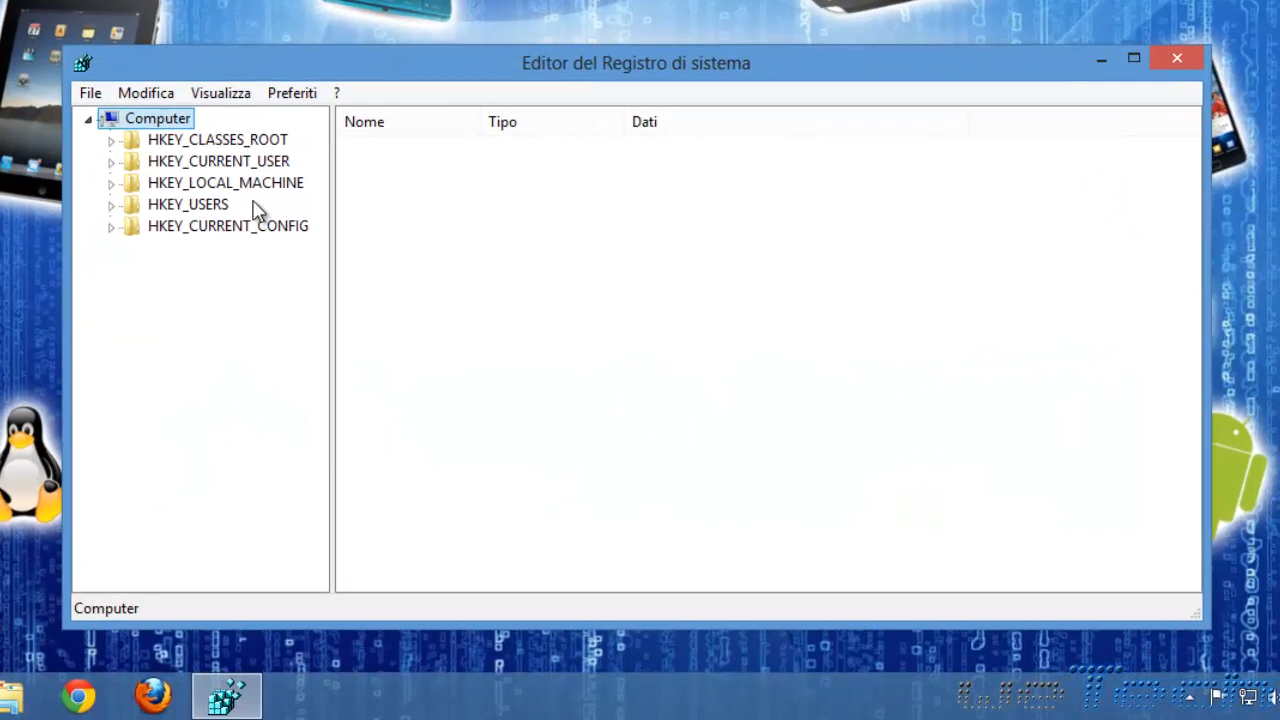 Editor del Registro di sistema
File Modifica Visualizza Preferiti ?
Computer
HKEY_CLASSES_ROOT
HKEY_CURRENT_USER
HKEY_LOCAL_MACHINE
HKEY_USERS
HKEY_CURRENT_CONFIG
Nome Tipo Dati
Computer